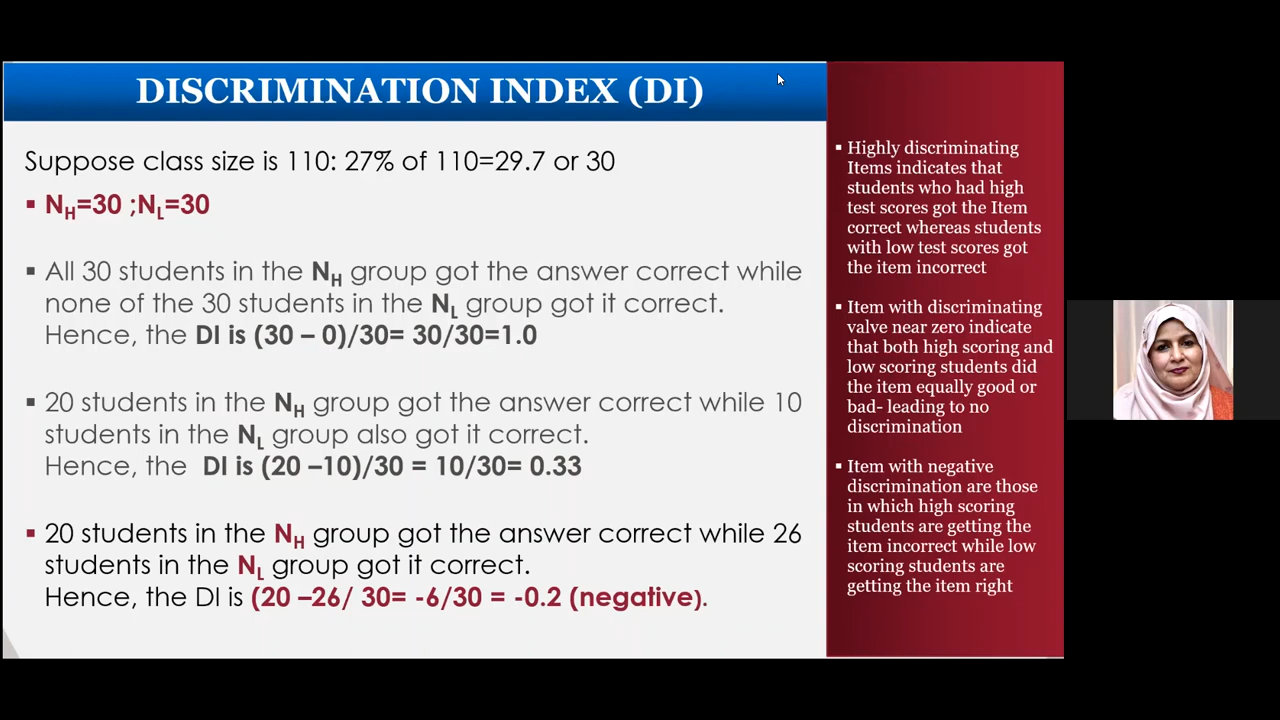 DISCRIMINATION INDEX (DI)
Suppose class size is 110: 27% of 110=29.7 or 30
▪ NH=30 ;NL=30
▪ All 30 students in the NH group got the answer correct while
none of the 30 students in the NL group got it correct.
Hence, the DI is (30 – 0)/30= 30/30=1.0
▪ 20 students in the NH group got the answer correct while 10
students in the NL group also got it correct.
Hence, the DI is (20 –10)/30 = 10/30= 0.33
▪ 20 students in the NH group got the answer correct while 26
students in the NL group got it correct.
Hence, the DI is (20 –26/ 30= -6/30 = -0.2 (negative).
▪ Highly discriminating
Items indicates that
students who had high
test scores got the Item
correct whereas students
with low test scores got
the item incorrect
▪ Item with discriminating
valve near zero indicate
that both high scoring and
low scoring students did
the item equally good or
bad- leading to no
discrimination
▪ Item with negative
discrimination are those
in which high scoring
students are getting the
item incorrect while low
scoring students are
getting the item right